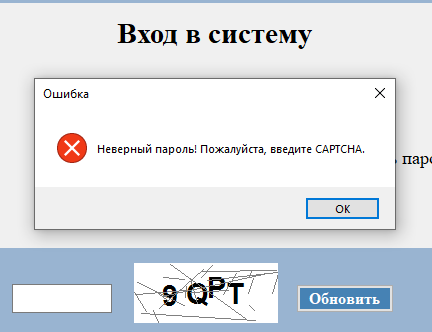 Вход в систему
Ошибка
Неверный пароль! Пожалуйста, введите CAPTCHA.
OK
9 QPT
Обновить